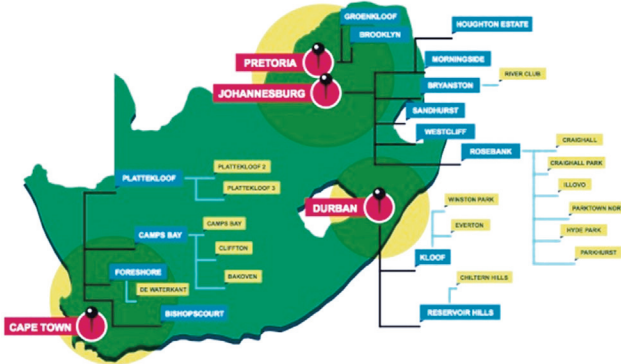 GROENKLOOF
BROOKLYN
PRETORIA
JOHANNESBURG
HOUGHTON ESTATE
MORNINGSIDE
BRYANSTON
RIVER CLUB
SANDHURST
WESTCLIFF
ROSEBANK
CRAIGHALL
CRAIGHALL PARK
ILLOVO
PARKTOWN NOR
HYDE PARK
PARKHURST
PLATTEKLOOF
PLATTEKLOOF 2
PLATTEKLOOF 3
DURBAN
WINSTON PARK
EVERTON
KLOOF
CHILTERN HILLS
RESERVOIR HILLS
CAMPS BAY
CAMPS BAY
CLIFFTON
BAKOVEN
FORESHORE
DE WATERKANT
BISHOPSCOURT
CAPE TOWN